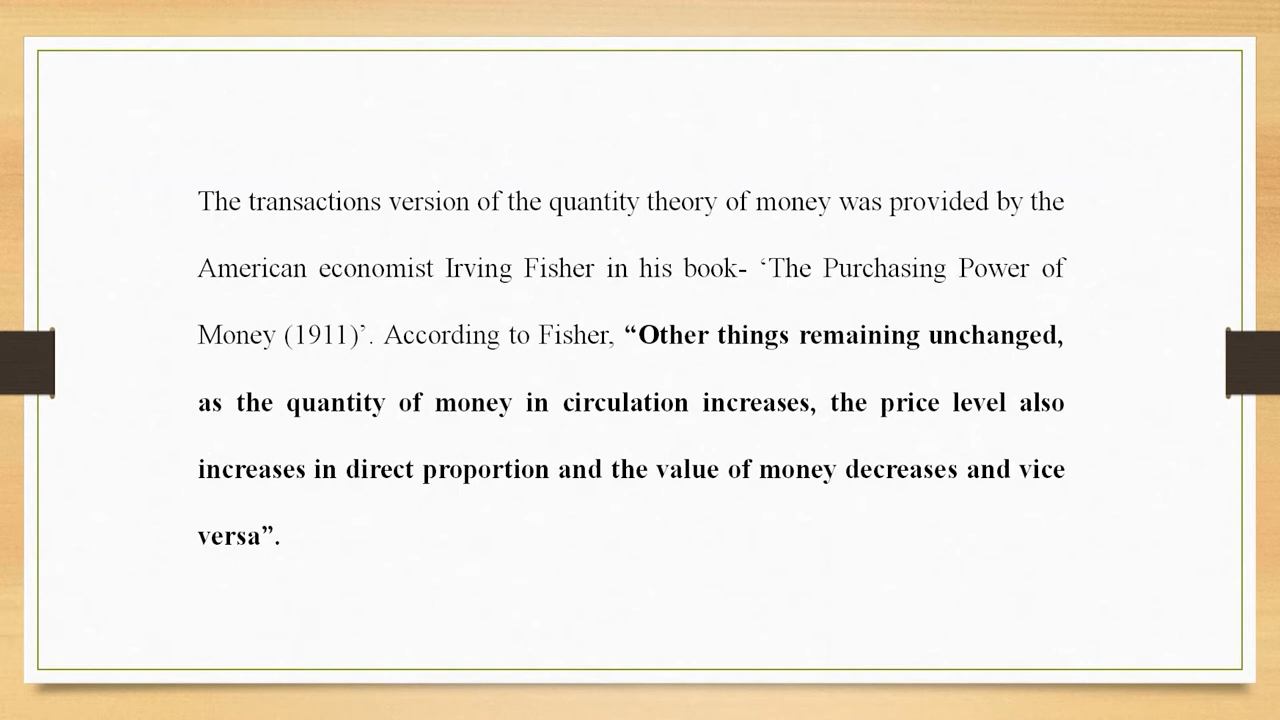 The transactions version of the quantity theory of money was provided by the
American economist Irving Fisher in his book- ‘The Purchasing Power of
Money (1911)’. According to Fisher, “Other things remaining unchanged,
as the quantity of money in circulation increases, the price level also
increases in direct proportion and the value of money decreases and vice
versa”.